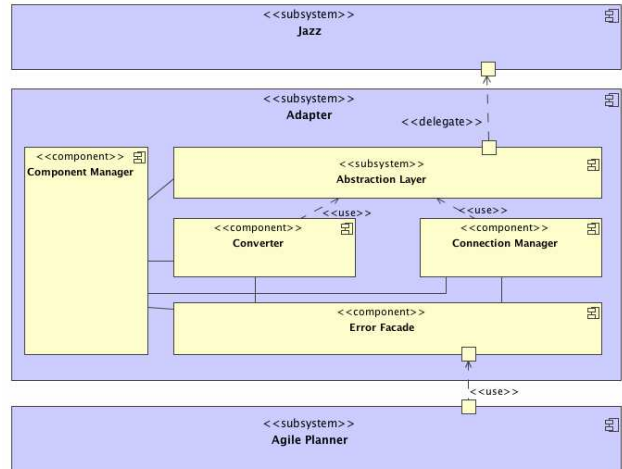 <<subsystem>>
Jazz
<<subsystem>>
Adapter
<<delegate>>
<<component>>
Component Manager
<<subsystem>>
Abstraction Layer
<<use>>
<<use>>
<<component>>
Converter
<<component>>
Connection Manager
<<component>>
Error Facade
<<use>>
<<subsystem>>
Agile Planner